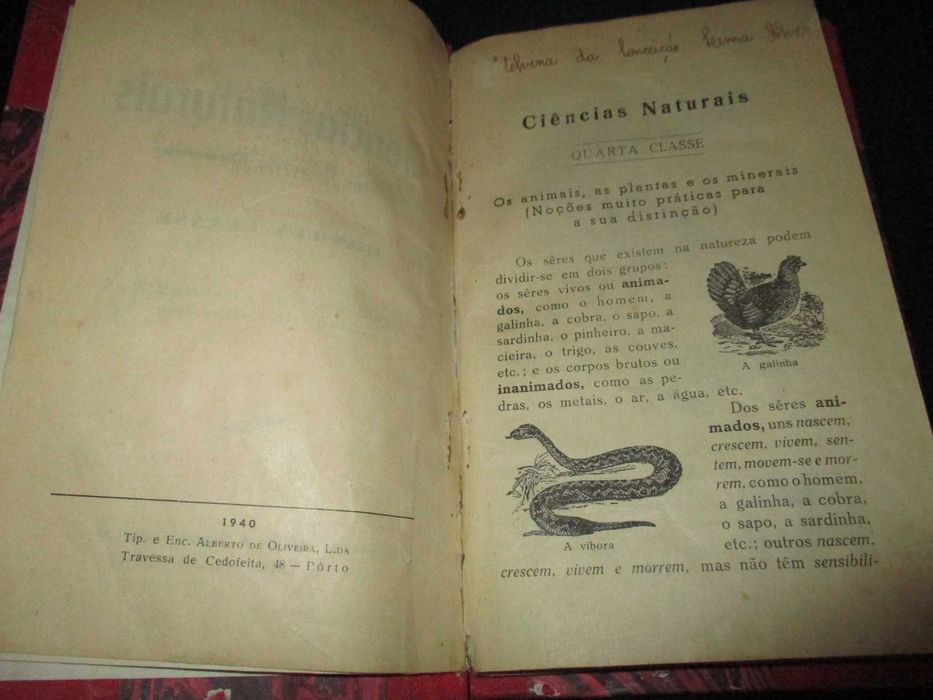 1940
Tip. e Enc. ALBERTO DE OLIVEIRA, L.DA
Travessa de Cedofeita, 48 — Pôrto
da Conceição
Ciências Naturais
QUARTA CLASSE
Os animais, as plantas e os minerais
(Noções muito práticas para
a sua distinção)
Os sêres que existem na natureza podem
dividir-se em dois grupos:
os sêres vivos ou anima-
dos, como o homem, a
galinha, a cobra, o sapo, a
sardinha, o pinheiro, a ma-
cieira, o trigo, as couves,
etc.; e os corpos brutos ou
inanimados, como as pe-
dras, os metais, o ar, a água, etc.
A galinha
Dos sêres ani-
mados, uns nascem,
crescem, vivem, sen-
tem, movem-se e mor-
rem, como o homem,
a galinha, a cobra,
o sapo, a sardinha,
etc.; outros nascem,
A víbora
crescem, vivem e morrem, mas não têm sensibili-